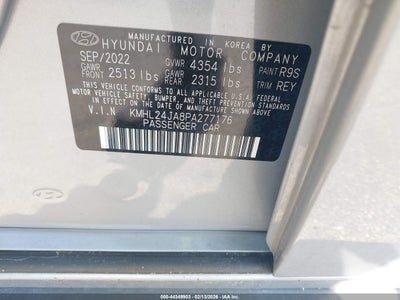 MANUFACTURED IN KOREA BY
HYUNDAI MOTOR COMPANY
SEP/2022 GVWR 4354 lbs
GAWR FRONT 2513 lbs GAWR REAR 2315 lbs PAINT R9S
TRIM REY
THIS VEHICLE CONFORMS TO ALL APPLICABLE U.S. FEDERAL
MOTOR VEHICLE SAFETY, BUMPER, AND THEFT PREVENTION STANDARDS
IN EFFECT ON THE DATE OF MANUFACTURE SHOWN ABOVE.
V.I.N KMHL24JA8PA277176
PASSENGER CAR
ID: 000-44349903 - 02/13/2026 - IAA, Inc.